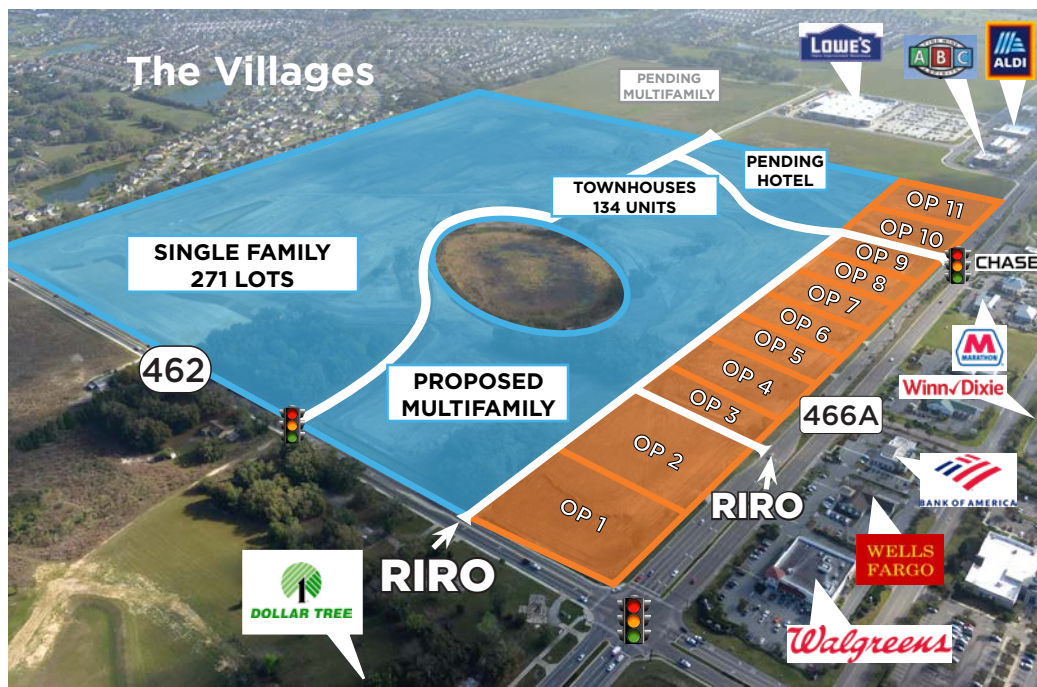 The Villages
PENDING
MULTIFAMILY
LOWE'S
ABC
ALDI
PENDING
HOTEL
TOWNHOUSES
134 UNITS
SINGLE FAMILY
271 LOTS
OP 11
OP 10
OP 9
OP 8
OP 7
OP 6
OP 5
OP 4
OP 3
OP 2
OP 1
CHASE
M
MARATHON
Winn Dixie
462
PROPOSED
MULTIFAMILY
466A
BANK OF AMERICA
RIRO
RIRO
WELLS
FARGO
1
DOLLAR TREE
Walgreens